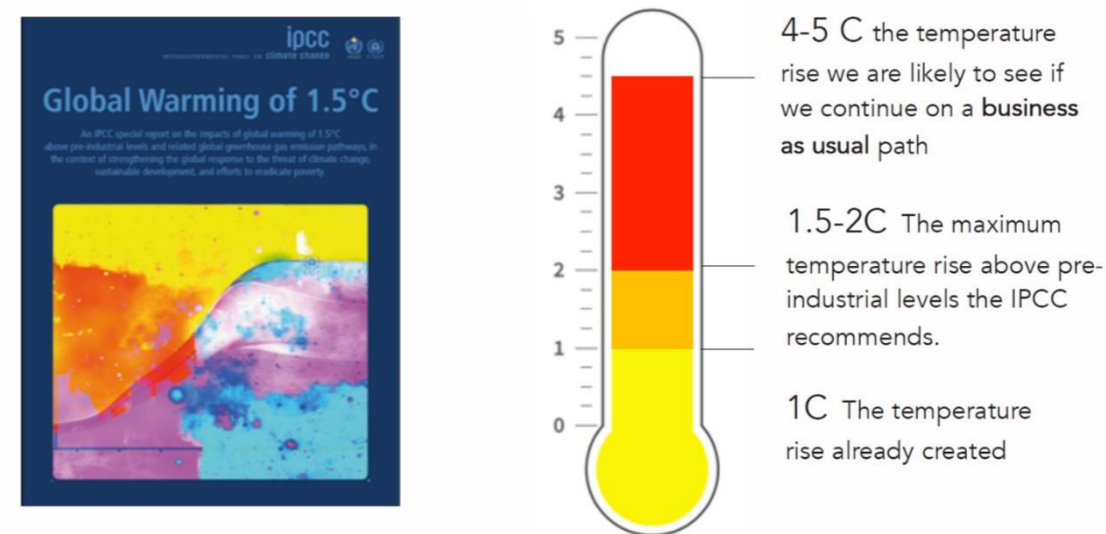 ipcc
INTERGOVERNMENTAL PANEL ON climate change
Global Warming of 1.5°C
An IPCC special report on the impacts of global warming of 1.5°C
above pre-industrial levels and related global greenhouse gas emission pathways, in
the context of strengthening the global response to the threat of climate change,
sustainable development, and efforts to eradicate poverty.
5
4
3
2
1
0
4-5 C the temperature
rise we are likely to see if
we continue on a business
as usual path
1.5-2C The maximum
temperature rise above pre-
industrial levels the IPCC
recommends.
1C The temperature
rise already created